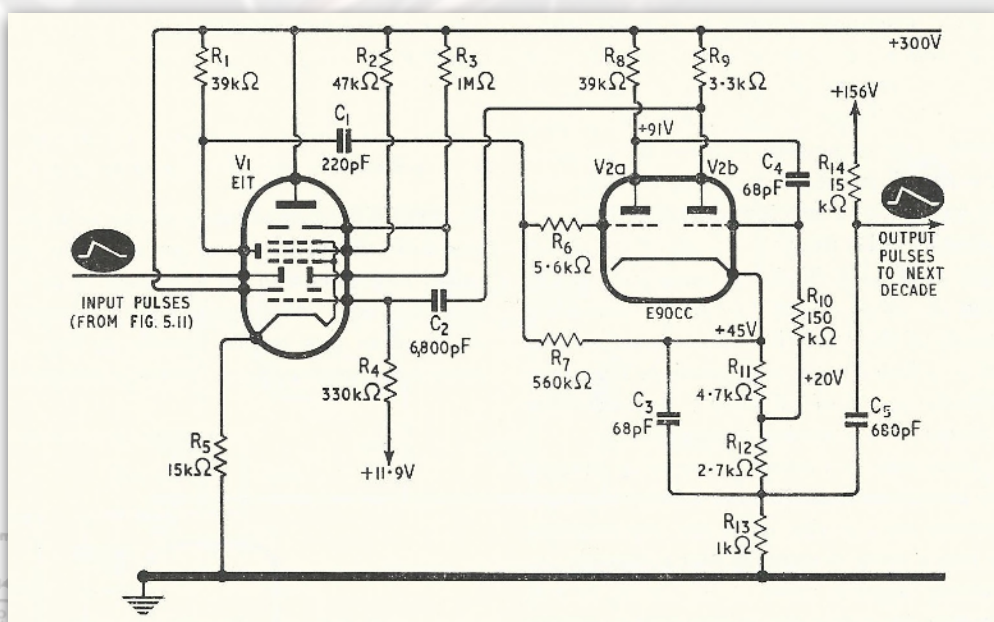 R1
39kΩ
R2
47kΩ
R3
1MΩ
R8
39kΩ
R9
3·3kΩ
+300V
C1
220pF
+91V
+156V
V1
EIT
V2a
V2b
C4
68pF
R14
15
kΩ
INPUT PULSES
(FROM FIG. 5.11)
R6
5·6kΩ
OUTPUT
PULSES
TO NEXT
DECADE
C2
6,800pF
E90CC
R10
150
kΩ
+45V
R7
560kΩ
R4
330kΩ
R11
4·7kΩ
+20V
C3
68pF
C5
680pF
R5
15kΩ
+11·9V
R12
2·7kΩ
R13
1kΩ